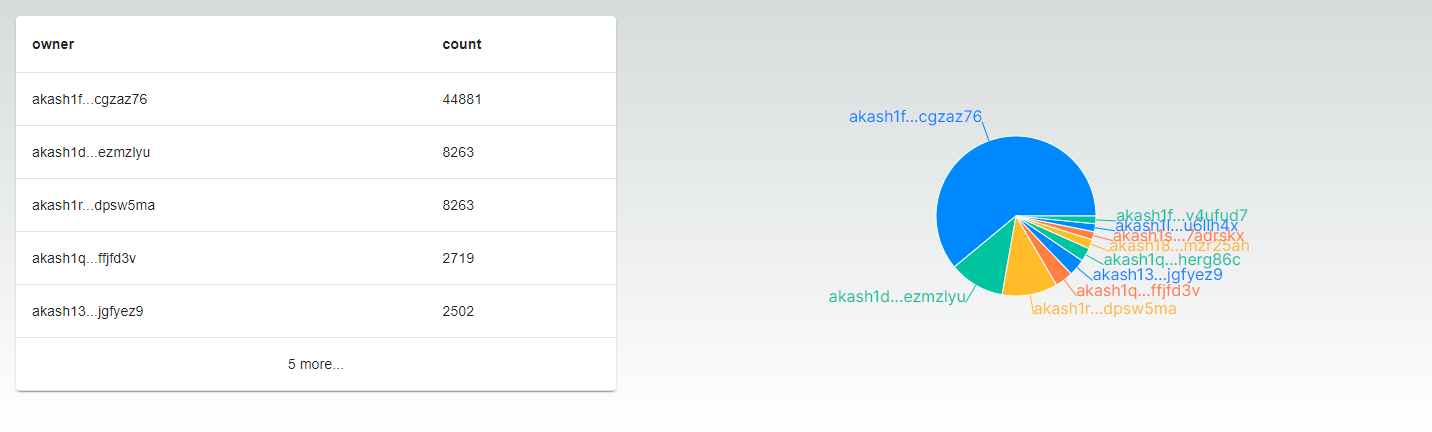 owner count
akash1f...cgzaz76 44881
akash1d...ezmzlyu 8263
akash1r...dpsw5ma 8263
akash1q...ffjfd3v 2719
akash13...jgfyez9 2502
5 more...
akash1f...cgzaz76
akash1f...v4ufud7
akash1l...u6llh4x
akash1s...7adrskx
akash18...mzr25ah
akash1q...herg86c
akash13...jgfyez9
akash1q...ffjfd3v
akash1d...ezmzlyu
akash1r...dpsw5ma